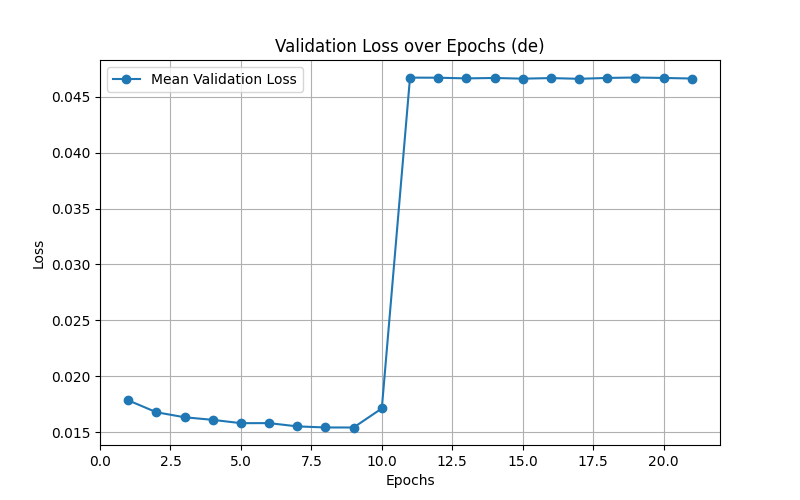 Validation Loss over Epochs (de)
Mean Validation Loss
0.045
0.040
0.035
0.030
0.025
0.020
0.015
Loss
0.0 2.5 5.0 7.5 10.0 12.5 15.0 17.5 20.0
Epochs